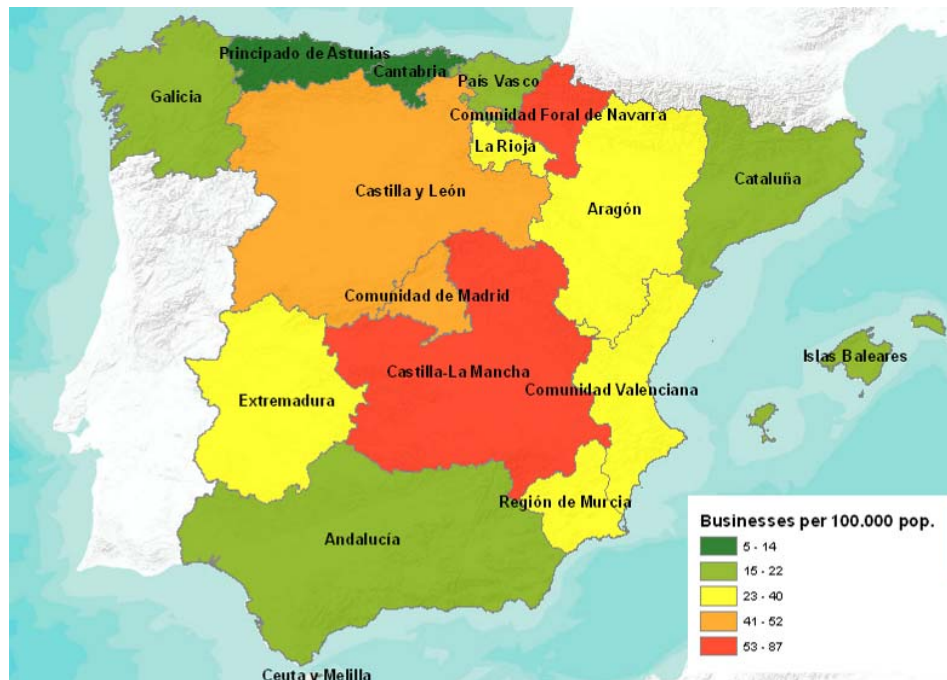 Principado de Asturias
Cantabria
País Vasco
Galicia
Comunidad Foral de Navarra
La Rioja
Cataluña
Castilla y León
Aragón
Comunidad de Madrid
Islas Baleares
Castilla-La Mancha
Comunidad Valenciana
Extremadura
Región de Murcia
Andalucía
Ceuta y Melilla
Businesses per 100.000 pop.
5 - 14
15 - 22
23 - 40
41 - 52
53 - 87